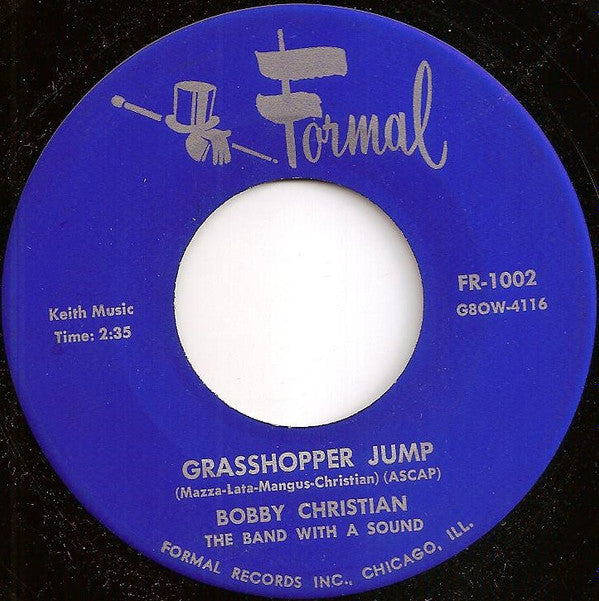 Formal
Keith Music
Time: 2:35
FR-1002
G8OW-4116
GRASSHOPPER JUMP
(Mazza-Lata-Mangus-Christian) (ASCAP)
BOBBY CHRISTIAN
THE BAND WITH A SOUND
FORMAL RECORDS INC., CHICAGO, ILL.